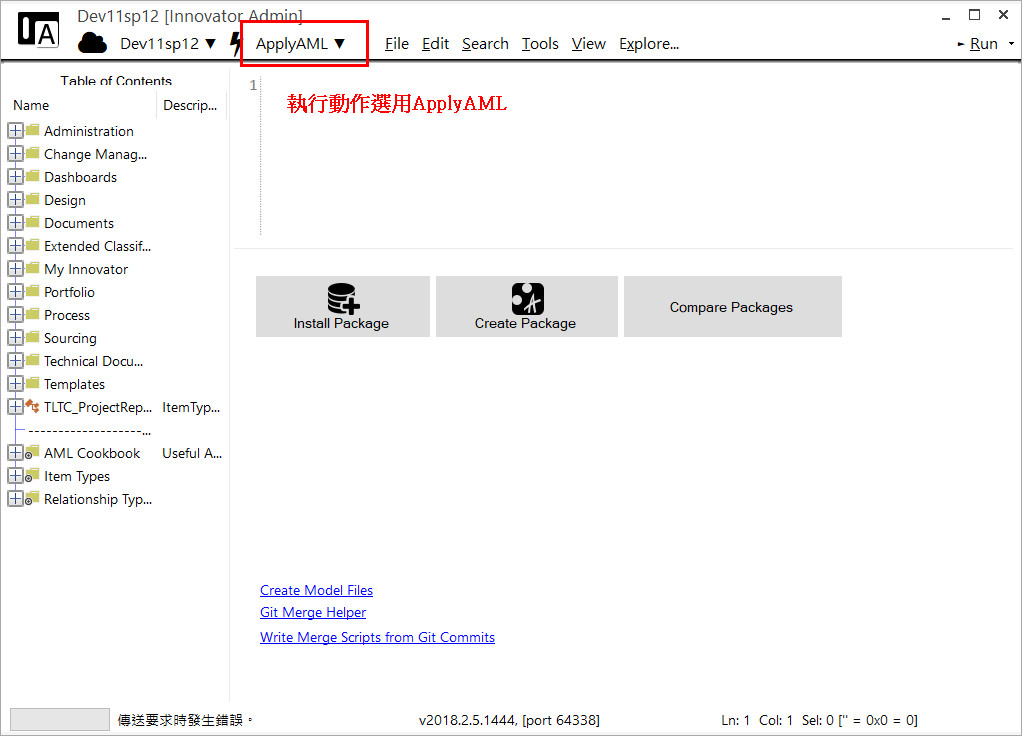 Dev11sp12 [Innovator Admin]
Dev11sp12 ▼ ApplyAML ▼ File Edit Search Tools View Explore... Run
Table of Contents
Name Descrip...
Administration
Change Manag...
Dashboards
Design
Documents
Extended Classif...
My Innovator
Portfolio
Process
Sourcing
Technical Docu...
Templates
TLTC_ProjectRep... ItemTyp...
--------------------...
AML Cookbook Useful A...
Item Types
Relationship Typ...
1
執行動作選用ApplyAML
Install Package
Create Package
Compare Packages
Create Model Files
Git Merge Helper
Write Merge Scripts from Git Commits
傳送要求時發生錯誤。 v2018.2.5.1444, [port 64338] Ln: 1 Col: 1 Sel: 0 ['' = 0x0 = 0]